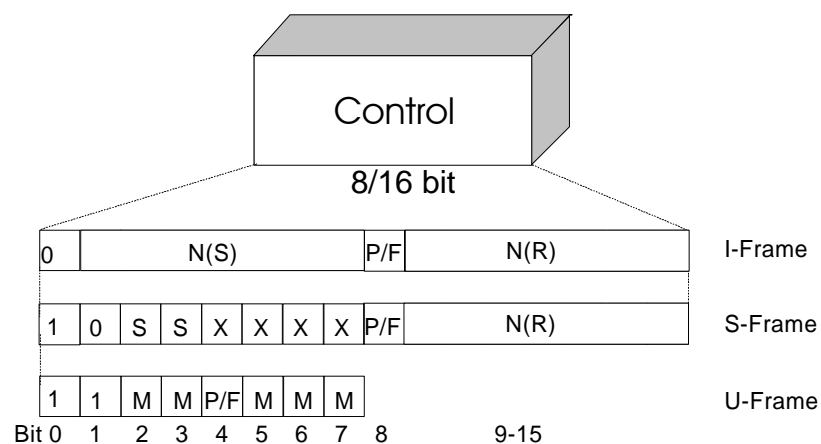 Control
8/16 bit
0 N(S) P/F N(R) I-Frame
1 0 S S X X X X P/F N(R) S-Frame
1 1 M M P/F M M M U-Frame
Bit 0 1 2 3 4 5 6 7 8 9-15